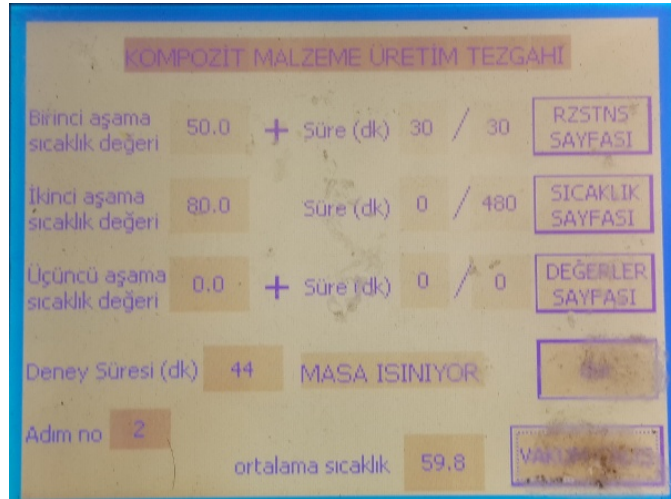 KOMPOZİT MALZEME ÜRETİM TEZGAHI
Birinci aşama
sıcaklık değeri
50.0
+
Süre (dk)
30 / 30
RZSTNS
SAYFASI
İkinci aşama
sıcaklık değeri
80.0
Süre (dk)
0 / 480
SICAKLIK
SAYFASI
Üçüncü aşama
sıcaklık değeri
0.0
+
Süre (dk)
0 / 0
DEĞERLER
SAYFASI
Deney Süresi (dk)
44
MASA ISINIYOR
Adım no
2
ortalama sıcaklık
59.8
VAKUM